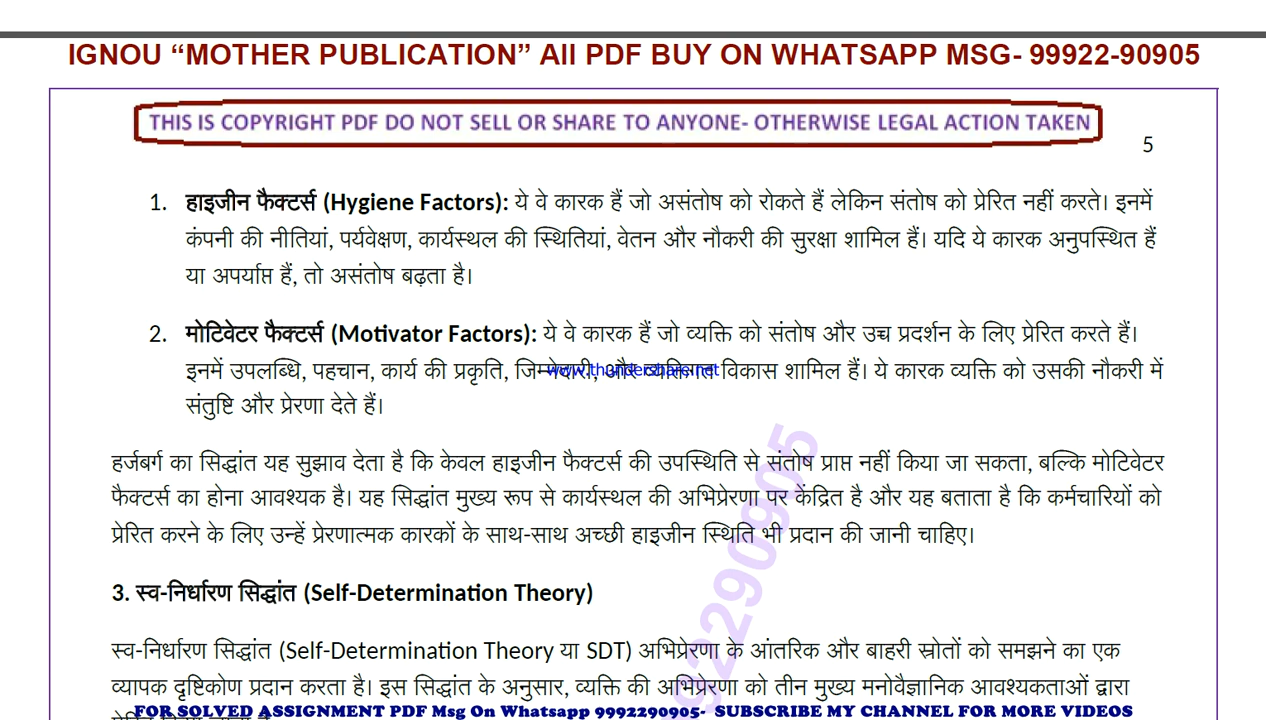 IGNOU “MOTHER PUBLICATION” All PDF BUY ON WHATSAPP MSG- 99922-90905
THIS IS COPYRIGHT PDF DO NOT SELL OR SHARE TO ANYONE- OTHERWISE LEGAL ACTION TAKEN
5
1. हाइजीन फैक्टर्स (Hygiene Factors): ये वे कारक हैं जो असंतोष को रोकते हैं लेकिन संतोष को प्रेरित नहीं करते। इनमें
कंपनी की नीतियां, पर्यवेक्षण, कार्यस्थल की स्थितियां, वेतन और नौकरी की सुरक्षा शामिल हैं। यदि ये कारक अनुपस्थित हैं
या अपर्याप्त हैं, तो असंतोष बढ़ता है।
2. मोटिवेटर फैक्टर्स (Motivator Factors): ये वे कारक हैं जो व्यक्ति को संतोष और उच्च प्रदर्शन के लिए प्रेरित करते हैं।
इनमें उपलब्धि, पहचान, कार्य की प्रकृति, जिम्मेदारी, और व्यक्तिगत विकास शामिल हैं। ये कारक व्यक्ति को उसकी नौकरी में
www.thundershare.net
संतुष्टि और प्रेरणा देते हैं।
हर्जबर्ग का सिद्धांत यह सुझाव देता है कि केवल हाइजीन फैक्टर्स की उपस्थिति से संतोष प्राप्त नहीं किया जा सकता, बल्कि मोटिवेटर
फैक्टर्स का होना आवश्यक है। यह सिद्धांत मुख्य रूप से कार्यस्थल की अभिप्रेरणा पर केंद्रित है और यह बताता है कि कर्मचारियों को
प्रेरित करने के लिए उन्हें प्रेरणात्मक कारकों के साथ-साथ अच्छी हाइजीन स्थिति भी प्रदान की जानी चाहिए।
3. स्व-निर्धारण सिद्धांत (Self-Determination Theory)
स्व-निर्धारण सिद्धांत (Self-Determination Theory या SDT) अभिप्रेरणा के आंतरिक और बाहरी स्रोतों को समझने का एक
व्यापक दृष्टिकोण प्रदान करता है। इस सिद्धांत के अनुसार, व्यक्ति की अभिप्रेरणा को तीन मुख्य मनोवैज्ञानिक आवश्यकताओं द्वारा
FOR SOLVED ASSIGNMENT PDF Msg On Whatsapp 9992290905- SUBSCRIBE MY CHANNEL FOR MORE VIDEOS
92290905